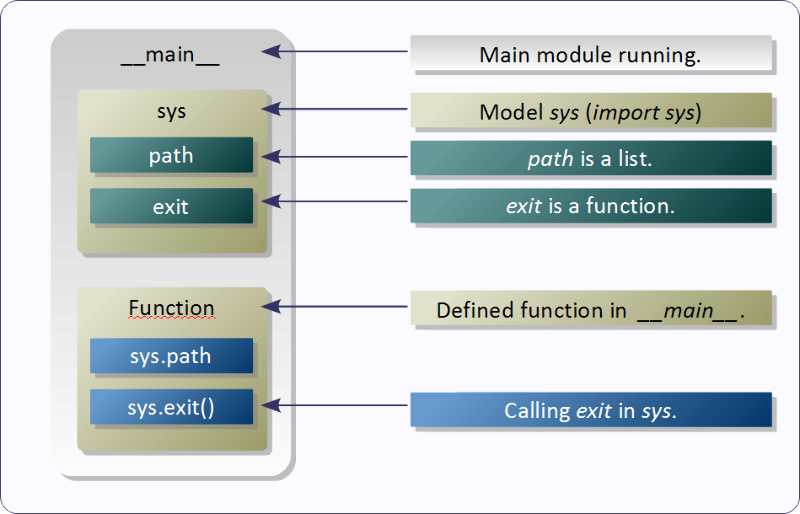 __main__
Main module running.
sys
Model sys (import sys)
path
path is a list.
exit
exit is a function.
Function
Defined function in __main__.
sys.path
sys.exit()
Calling exit in sys.